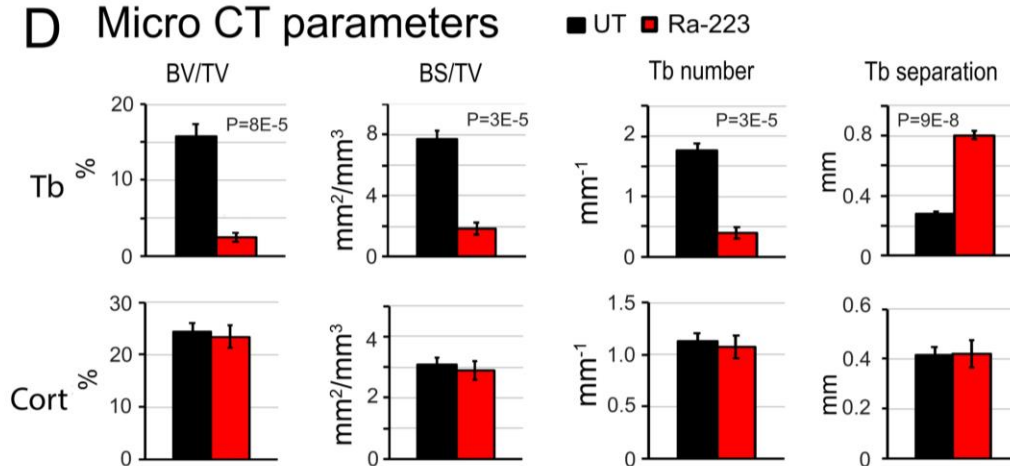 D Micro CT parameters
UT Ra-223
BV/TV BS/TV Tb number Tb separation
Tb
%
20
10
0
P=8E-5
mm²/mm³
8
4
0
P=3E-5
mm⁻¹
2
1
0
P=3E-5
mm
0.8
0.4
0
P=9E-8
Cort
%
30
20
10
0
mm²/mm³
4
2
0
mm⁻¹
1.5
1.0
0.5
0
mm
0.6
0.4
0.2
0